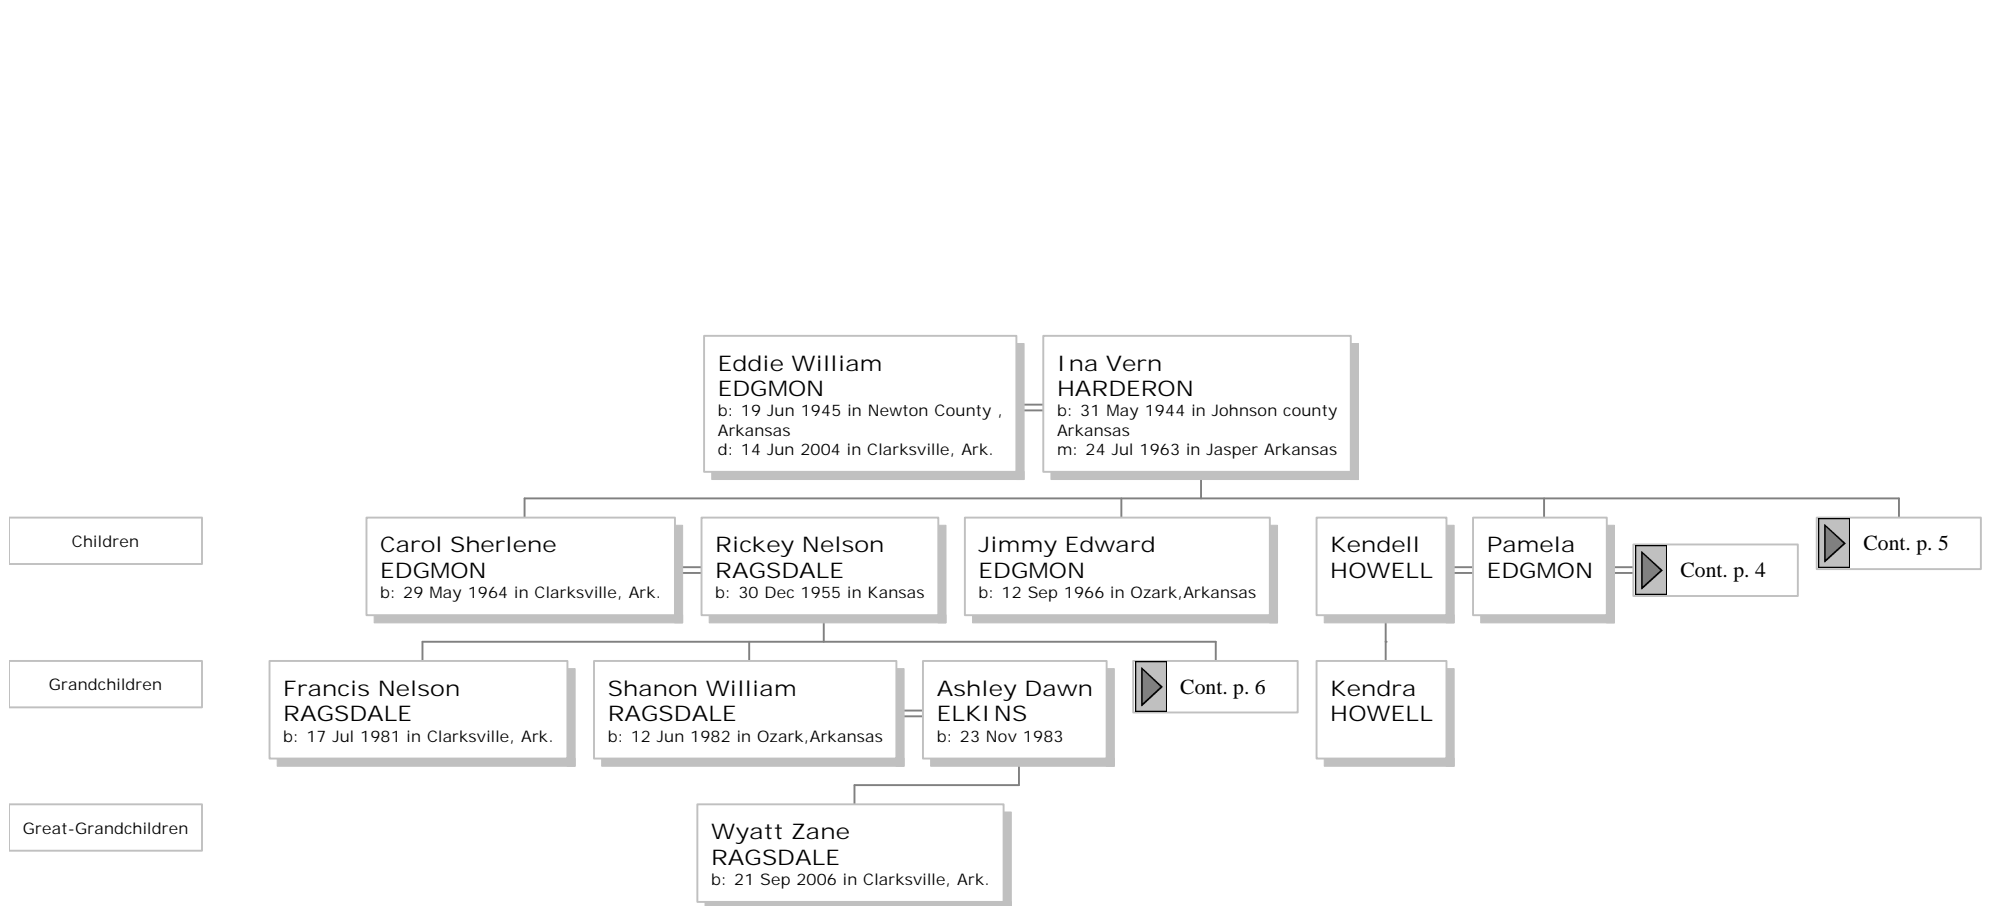 Eddie William
EDGMON
b: 19 Jun 1945 in Newton County ,
Arkansas
d: 14 Jun 2004 in Clarksville, Ark.
Ina Vern
HARDERON
b: 31 May 1944 in Johnson county
Arkansas
m: 24 Jul 1963 in Jasper Arkansas
Children
Carol Sherlene
EDGMON
b: 29 May 1964 in Clarksville, Ark.
Rickey Nelson
RAGSDALE
b: 30 Dec 1955 in Kansas
Jimmy Edward
EDGMON
b: 12 Sep 1966 in Ozark,Arkansas
Kendell
HOWELL
Pamela
EDGMON
Cont. p. 4
Cont. p. 5
Grandchildren
Francis Nelson
RAGSDALE
b: 17 Jul 1981 in Clarksville, Ark.
Shanon William
RAGSDALE
b: 12 Jun 1982 in Ozark,Arkansas
Ashley Dawn
ELKINS
b: 23 Nov 1983
Cont. p. 6
Kendra
HOWELL
Great-Grandchildren
Wyatt Zane
RAGSDALE
b: 21 Sep 2006 in Clarksville, Ark.